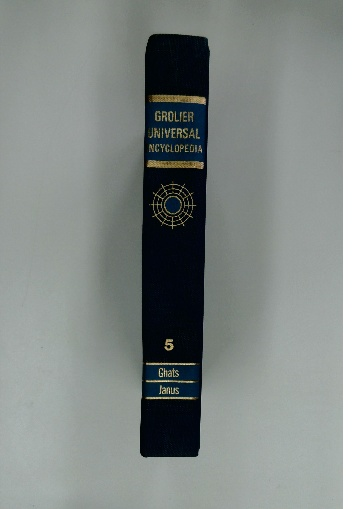 GROLIER
UNIVERSAL
ENCYCLOPEDIA
5
Ghats
Janus